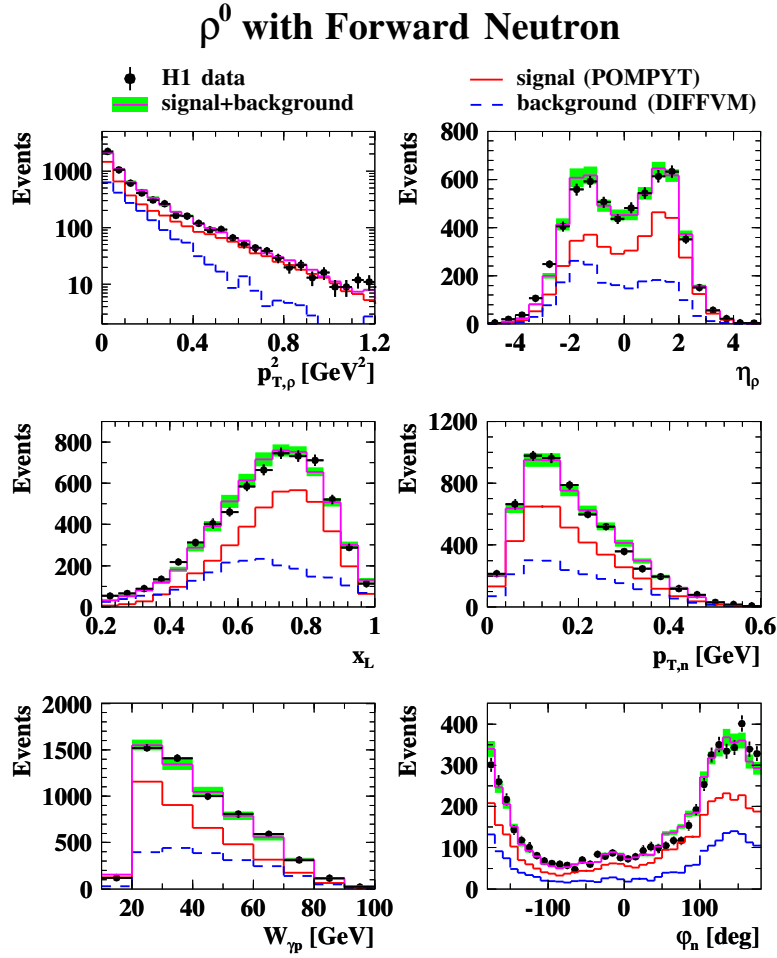 ρ⁰ with Forward Neutron
H1 data
signal+background
signal (POMPYT)
background (DIFFVM)
Events
1000
100
10
0 0.4 0.8 1.2
p²T,ρ [GeV²]
Events
800
600
400
200
0
-4 -2 0 2 4
ηρ
Events
800
600
400
200
0
0.2 0.4 0.6 0.8 1
xL
Events
1200
900
600
300
0
0 0.2 0.4 0.6
pT,n [GeV]
Events
2000
1500
1000
500
0
20 40 60 80 100
Wγp [GeV]
Events
400
300
200
100
0
-100 0 100
φn [deg]